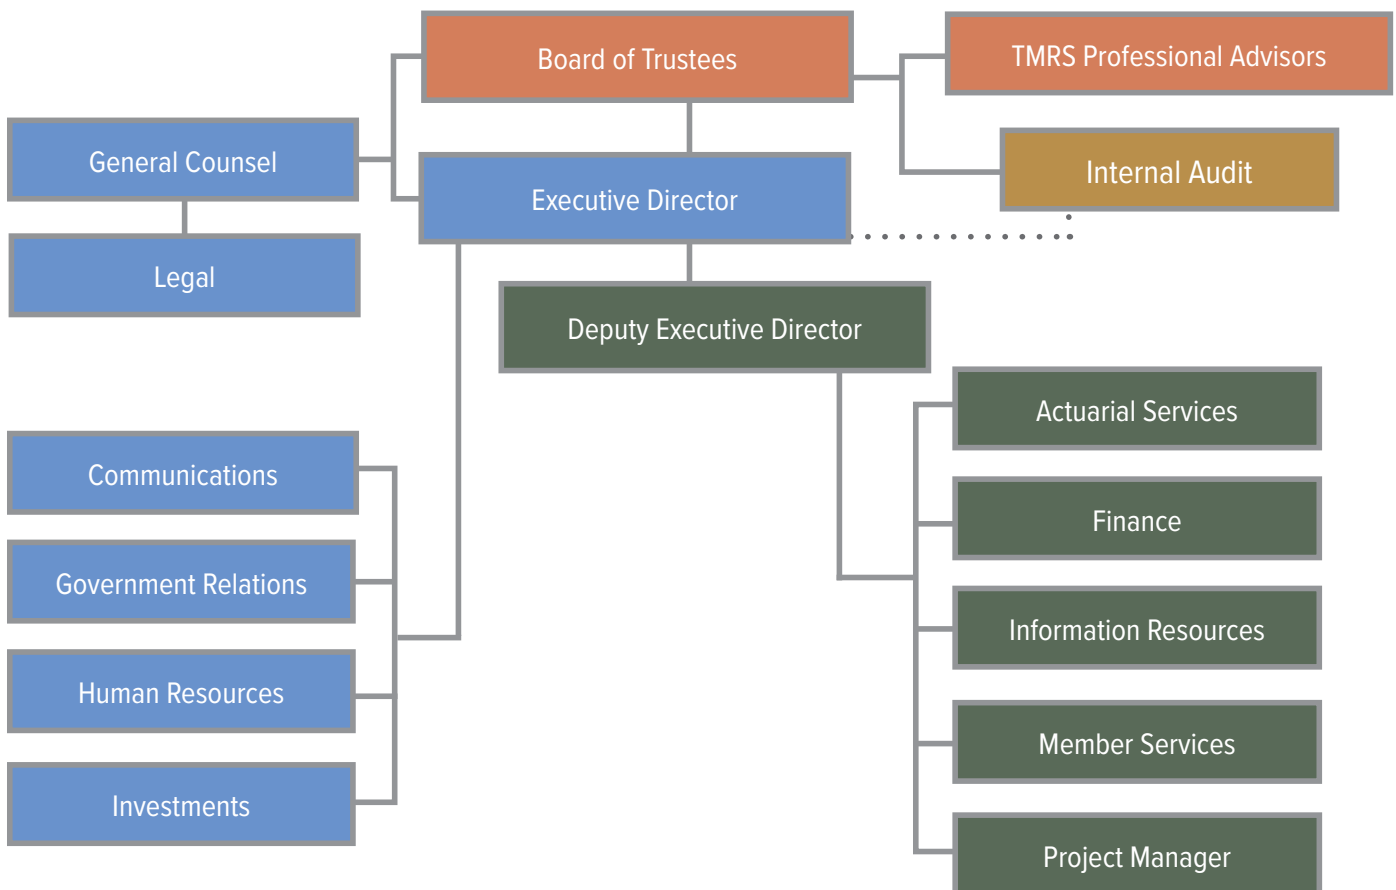 Board of Trustees
TMRS Professional Advisors
General Counsel
Executive Director
Internal Audit
Legal
Deputy Executive Director
Actuarial Services
Communications
Finance
Government Relations
Information Resources
Human Resources
Member Services
Investments
Project Manager